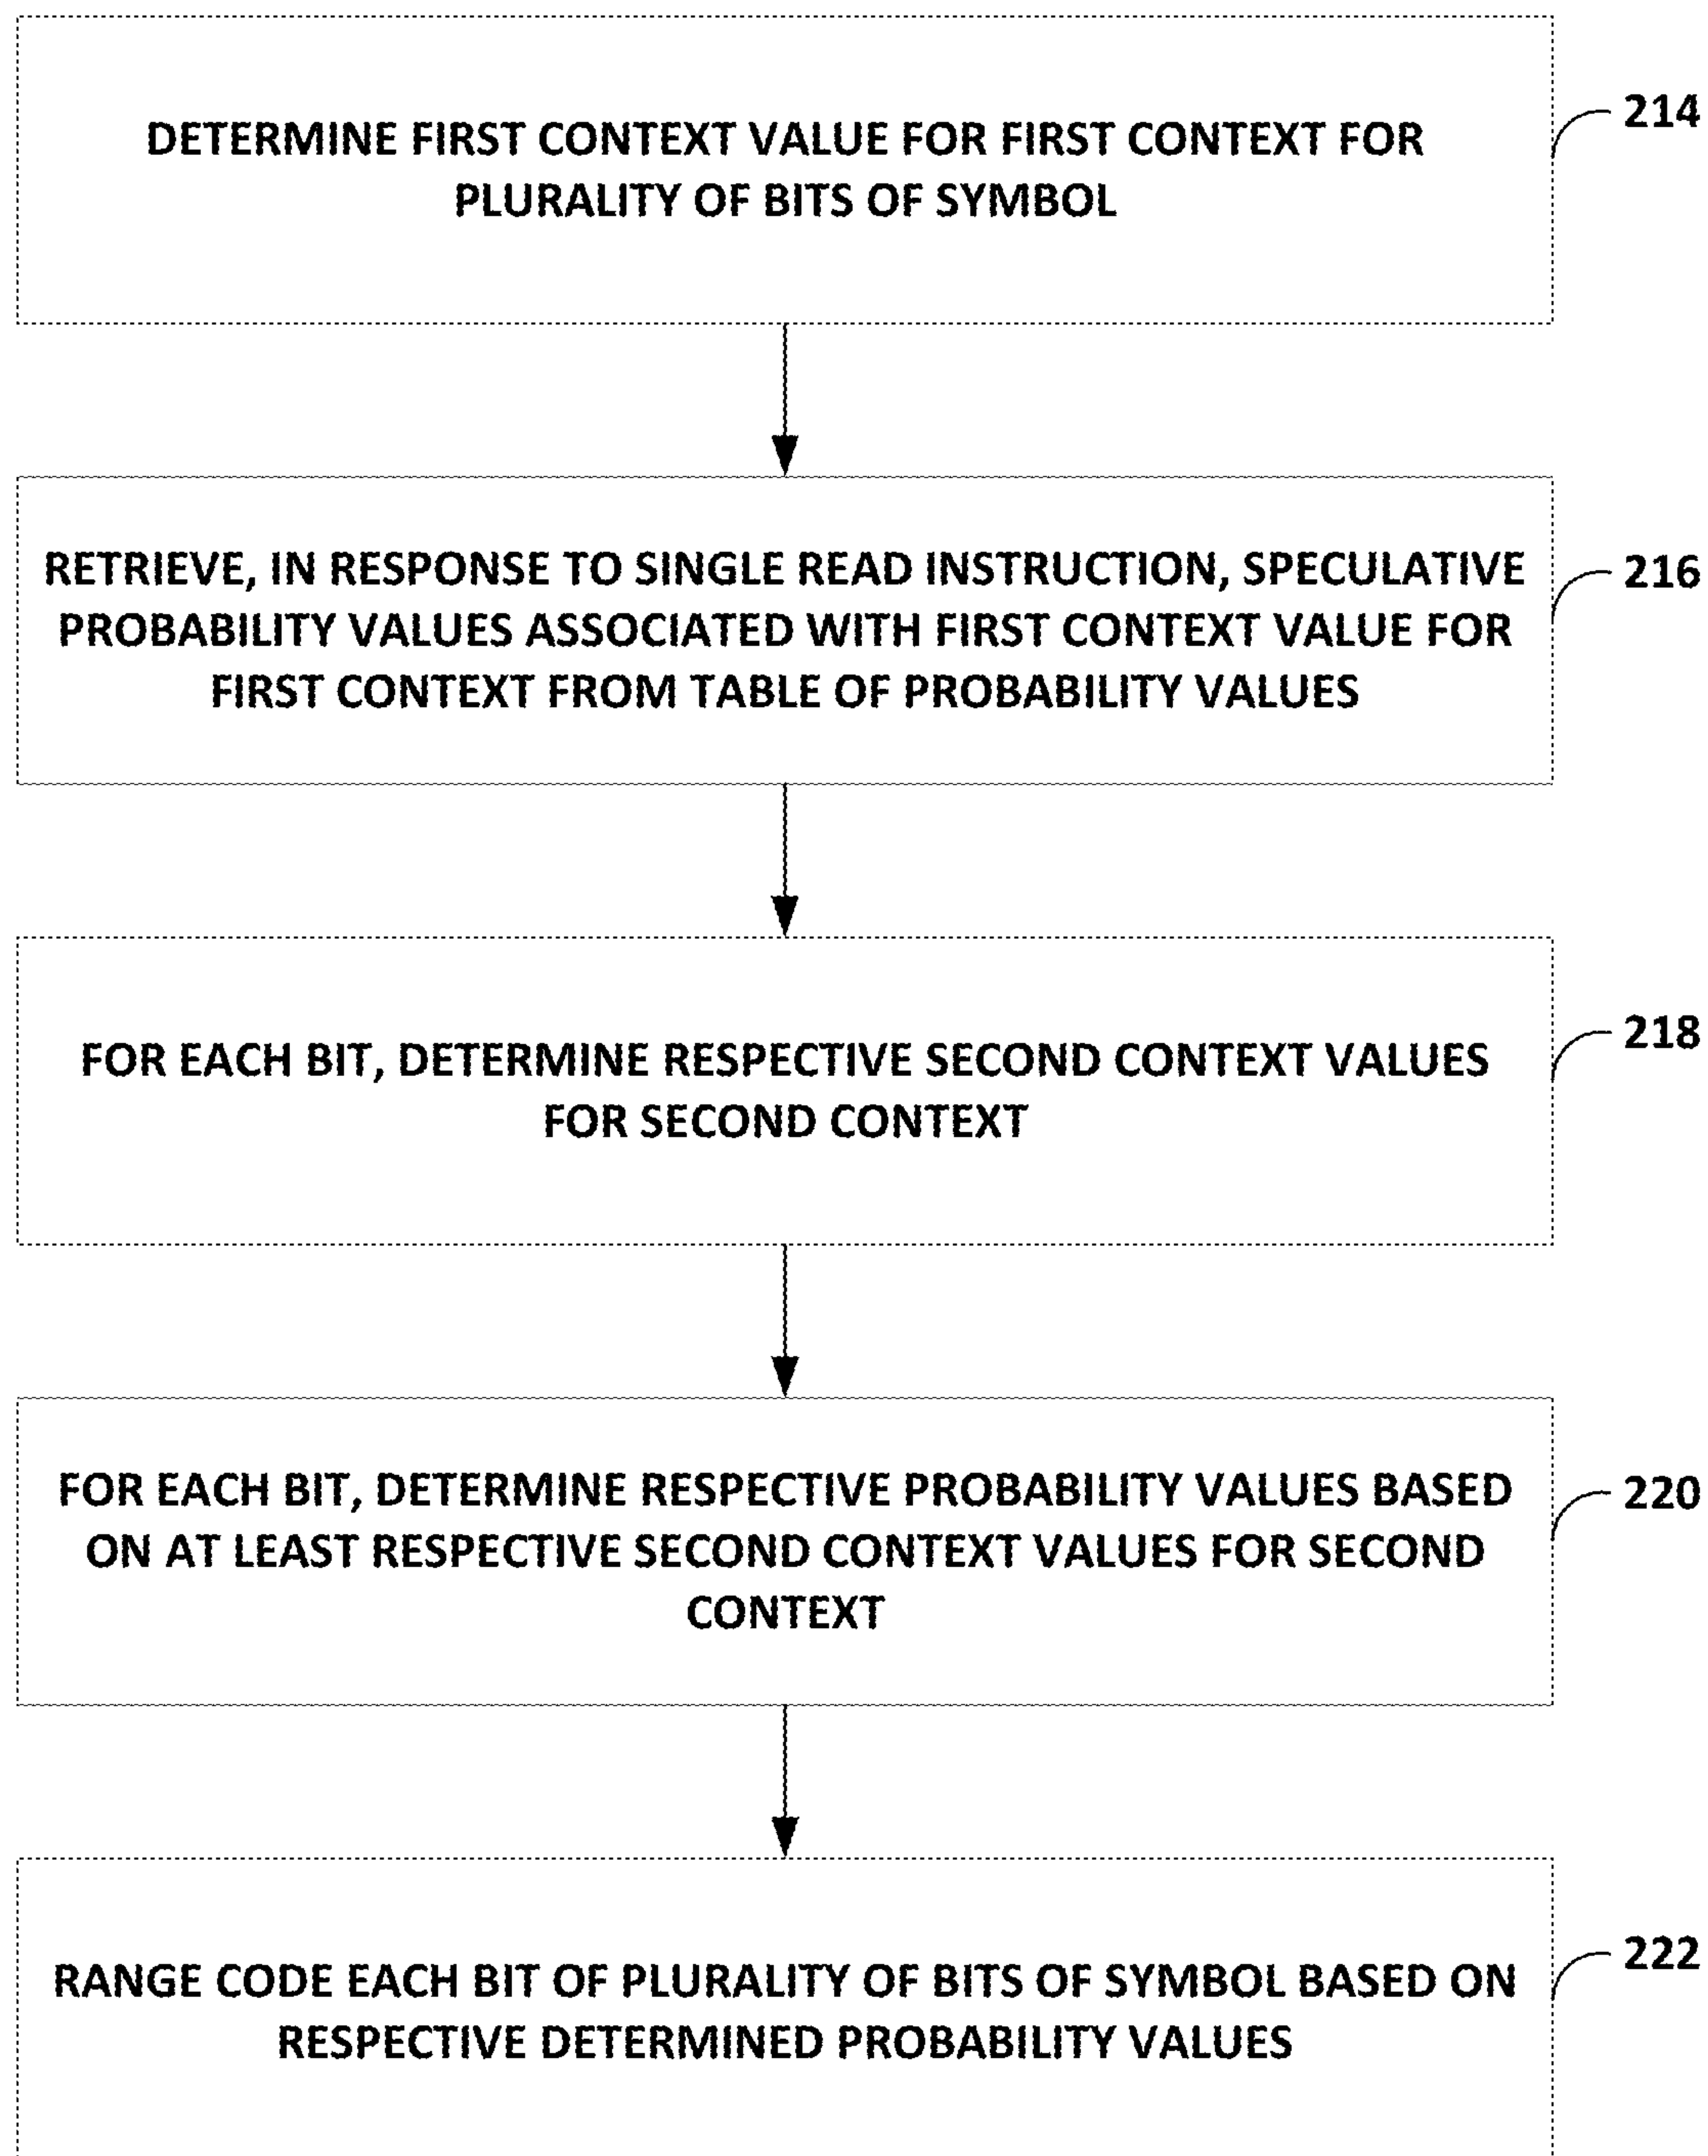 DETERMINE FIRST CONTEXT VALUE FOR FIRST CONTEXT FOR
PLURALITY OF BITS OF SYMBOL
214
RETRIEVE, IN RESPONSE TO SINGLE READ INSTRUCTION, SPECULATIVE
PROBABILITY VALUES ASSOCIATED WITH FIRST CONTEXT VALUE FOR
FIRST CONTEXT FROM TABLE OF PROBABILITY VALUES
216
FOR EACH BIT, DETERMINE RESPECTIVE SECOND CONTEXT VALUES
FOR SECOND CONTEXT
218
FOR EACH BIT, DETERMINE RESPECTIVE PROBABILITY VALUES BASED
ON AT LEAST RESPECTIVE SECOND CONTEXT VALUES FOR SECOND
CONTEXT
220
RANGE CODE EACH BIT OF PLURALITY OF BITS OF SYMBOL BASED ON
RESPECTIVE DETERMINED PROBABILITY VALUES
222